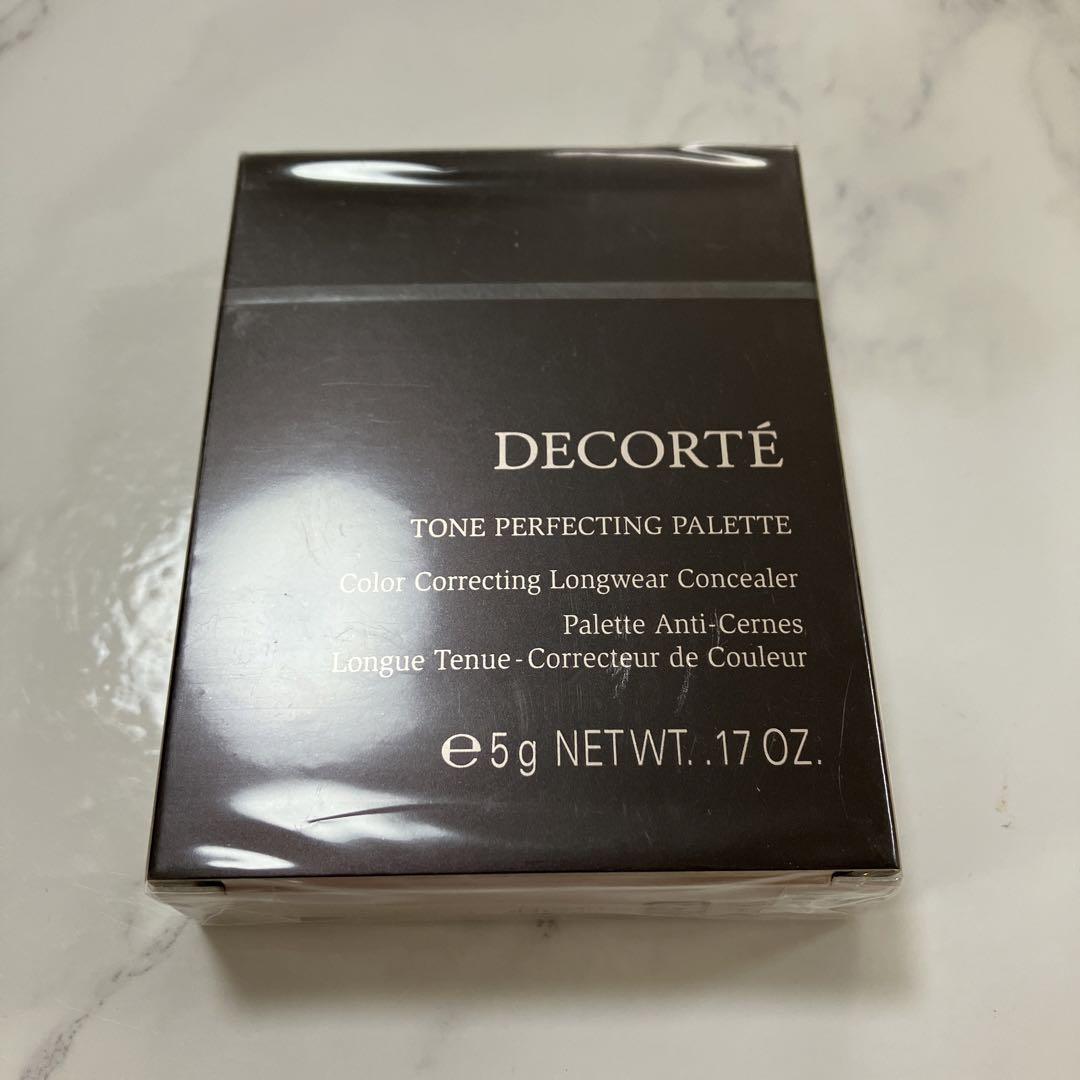 DECORTÉ
TONE PERFECTING PALETTE
Color Correcting Longwear Concealer
Palette Anti-Cernes
Longue Tenue-Correcteur de Couleur
℮5g NET WT. .17 OZ.